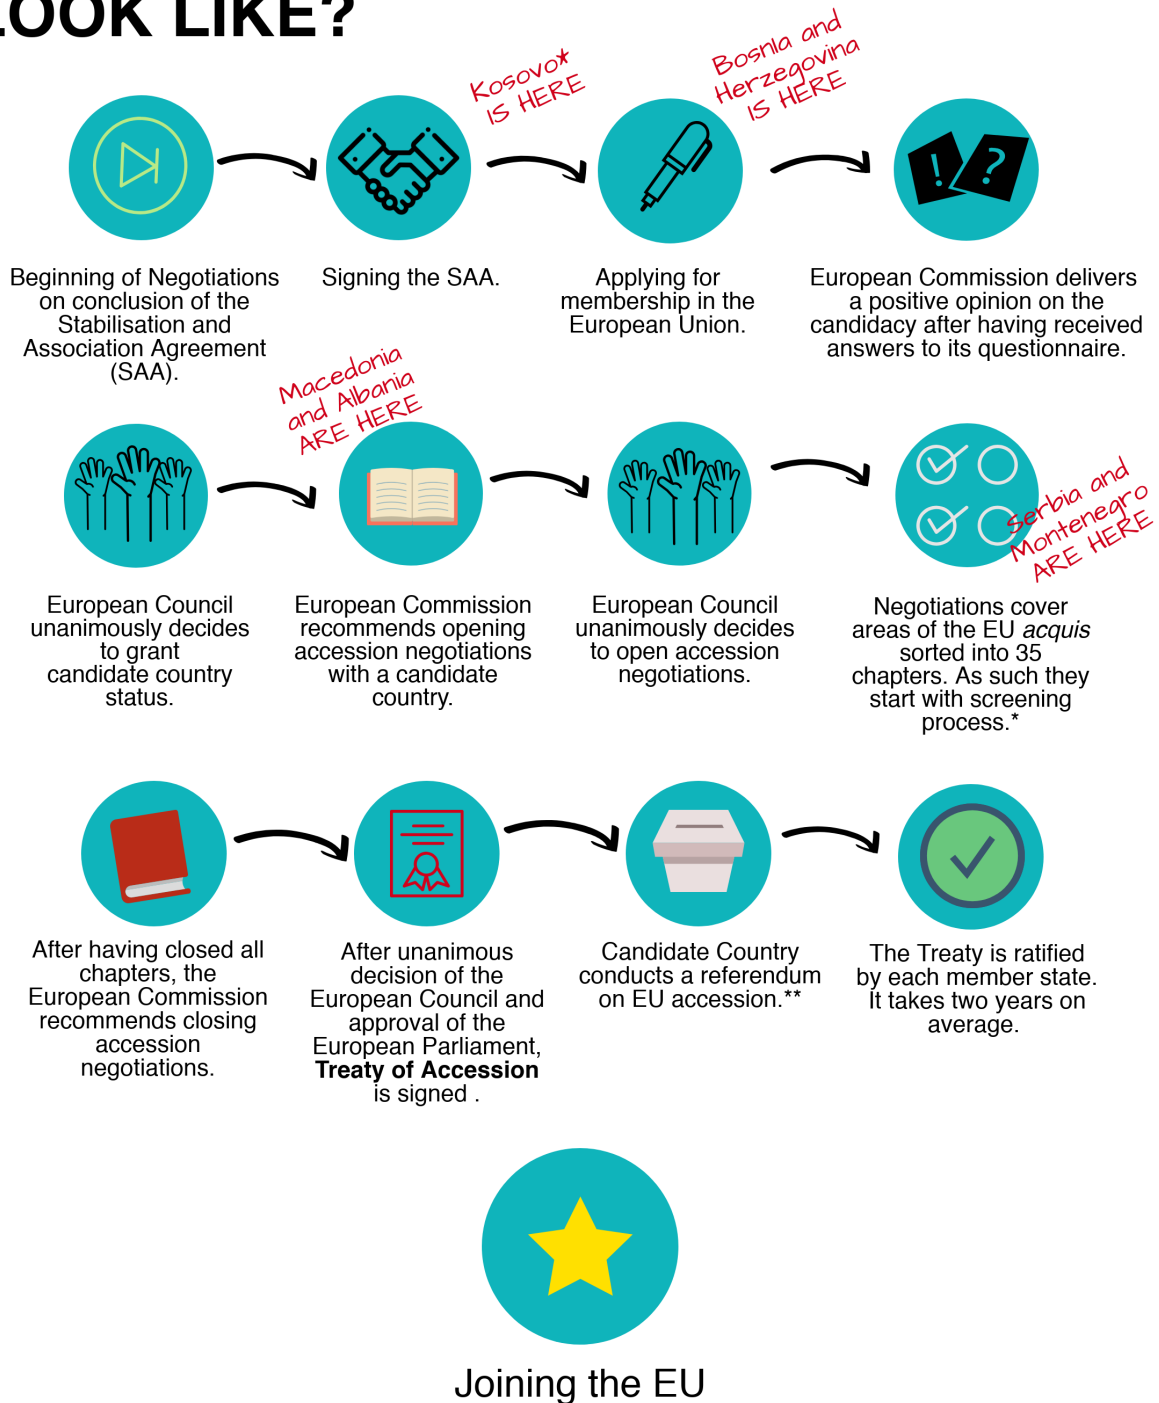 LOOK LIKE?
Kosovo*
IS HERE
Bosnia and
Herzegovina
IS HERE
Beginning of Negotiations
on conclusion of the
Stabilisation and
Association Agreement
(SAA).
Signing the SAA.
Applying for
membership in the
European Union.
European Commission delivers
a positive opinion on the
candidacy after having received
answers to its questionnaire.
Macedonia
and Albania
ARE HERE
Serbia and
Montenegro
ARE HERE
European Council
unanimously decides
to grant
candidate country
status.
European Commission
recommends opening
accession negotiations
with a candidate
country.
European Council
unanimously decides
to open accession
negotiations.
Negotiations cover
areas of the EU acquis
sorted into 35
chapters. As such they
start with screening
process.*
After having closed all
chapters, the
European Commission
recommends closing
accession
negotiations.
After unanimous
decision of the
European Council and
approval of the
European Parliament,
Treaty of Accession
is signed .
Candidate Country
conducts a referendum
on EU accession.**
The Treaty is ratified
by each member state.
It takes two years on
average.
Joining the EU